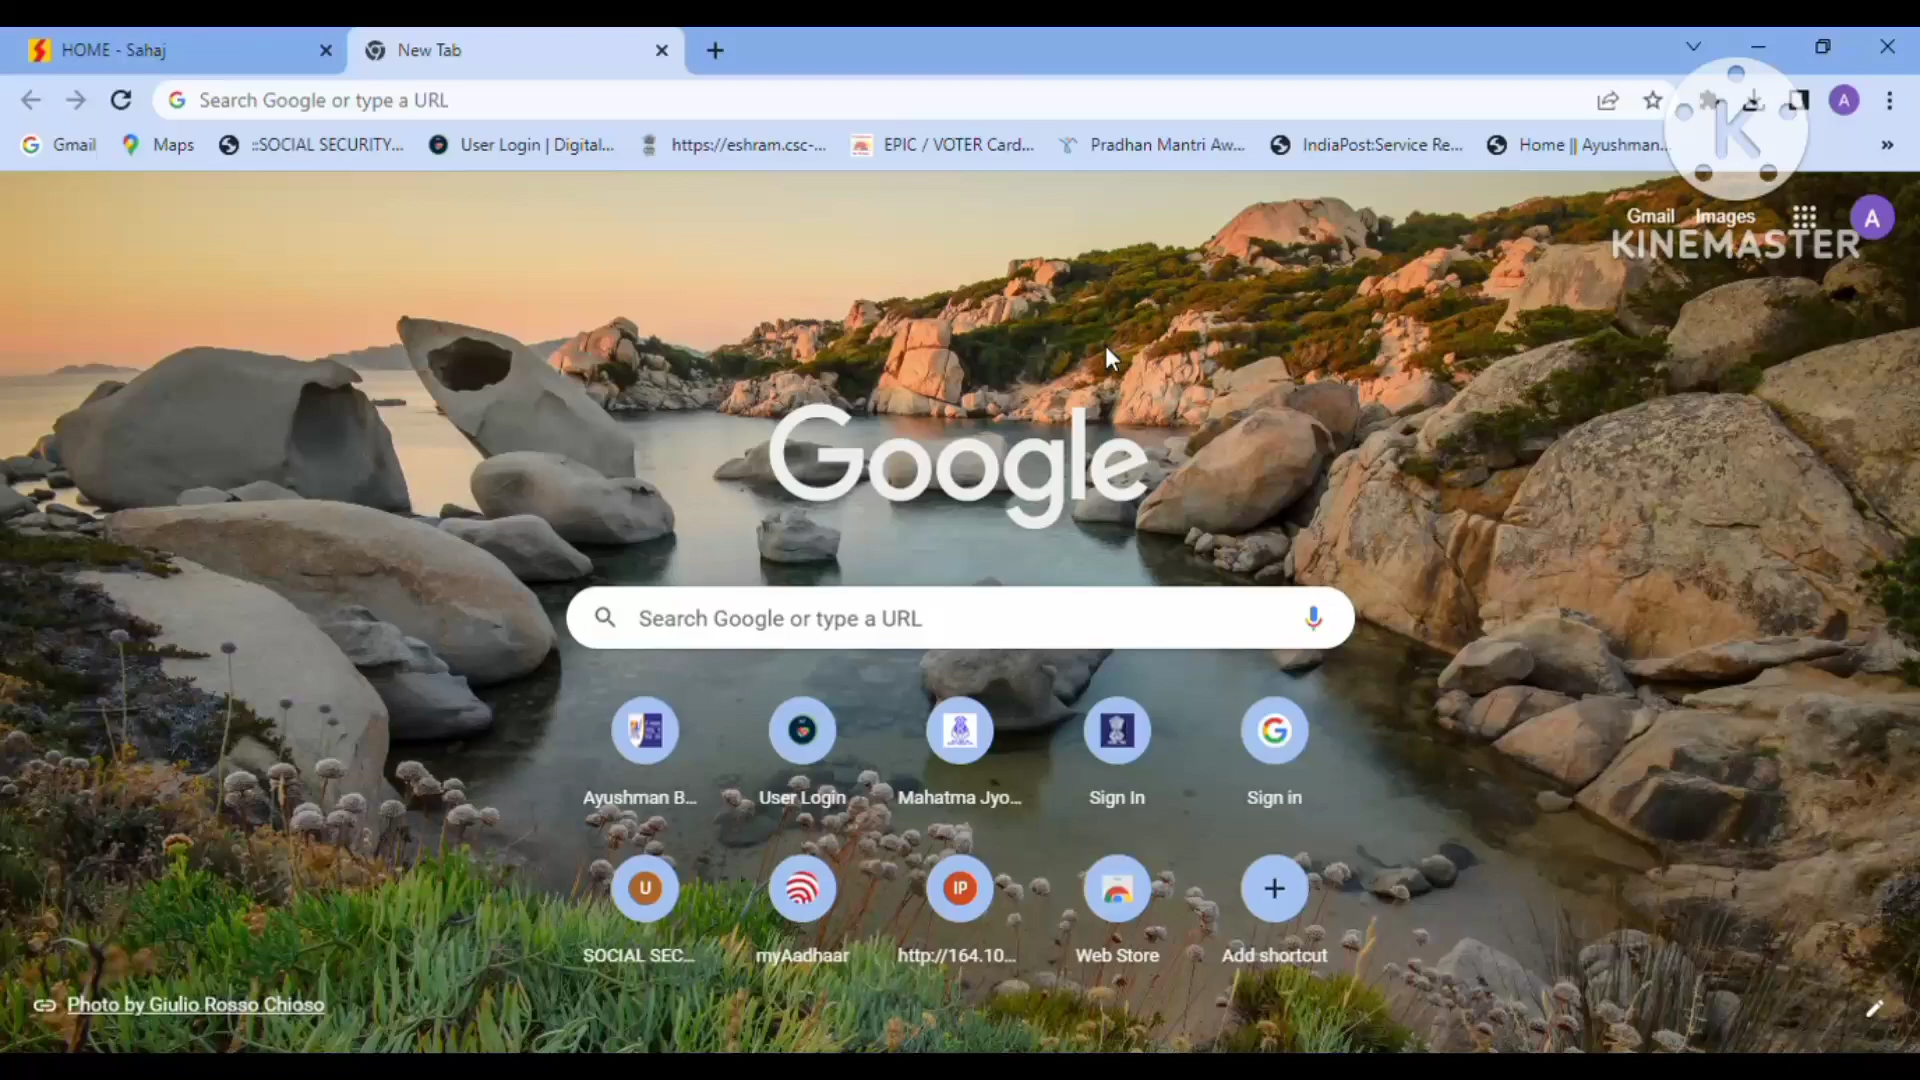 HOME - Sahaj
New Tab
Search Google or type a URL
A
Gmail
Maps
::SOCIAL SECURITY...
User Login | Digital...
https://eshram.csc-...
EPIC / VOTER Card...
Pradhan Mantri Aw...
IndiaPost:Service Re...
Home || Ayushman...
»
K
Gmail Images
A
KINEMASTER
Google
Search Google or type a URL
Ayushman B...
User Login
Mahatma Jyo...
Sign In
Sign in
U
IP
SOCIAL SEC...
myAadhaar
http://164.10...
Web Store
Add shortcut
Photo by Giulio Rosso Chioso